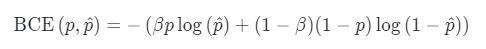 BCE (p, p̂) = − (βp log (p̂) + (1 − β)(1 − p) log (1 − p̂))